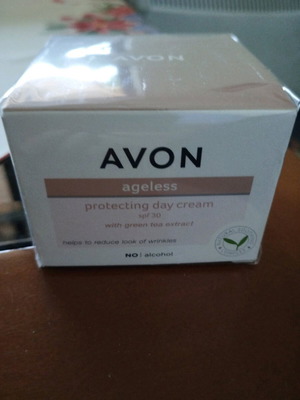 AVON
ageless
protecting day cream
spf 30
with green tea extract
helps to reduce look of wrinkles
NO | alcohol